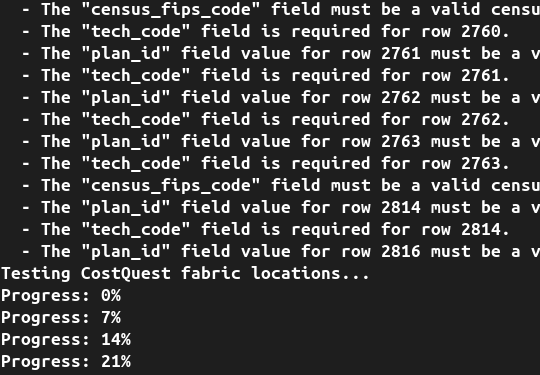 - The "census_fips_code" field must be a valid censu
- The "tech_code" field is required for row 2760.
- The "plan_id" field value for row 2761 must be a v
- The "tech_code" field is required for row 2761.
- The "plan_id" field value for row 2762 must be a v
- The "tech_code" field is required for row 2762.
- The "plan_id" field value for row 2763 must be a v
- The "tech_code" field is required for row 2763.
- The "census_fips_code" field must be a valid censu
- The "plan_id" field value for row 2814 must be a v
- The "tech_code" field is required for row 2814.
- The "plan_id" field value for row 2816 must be a v
Testing CostQuest fabric locations...
Progress: 0%
Progress: 7%
Progress: 14%
Progress: 21%